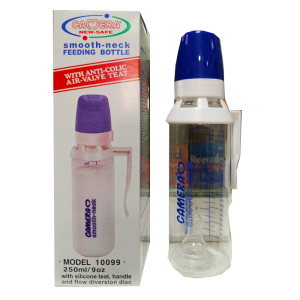 CAMERA
NEW-SAFE
smooth-neck
FEEDING BOTTLE
WITH ANTI-COLIC
AIR-VALVE TEAT
CAMERA
smooth-neck
· MODEL 10099 ·
250ml/9oz
with silicone teat, handle
and flow diversion disc
CAMERA